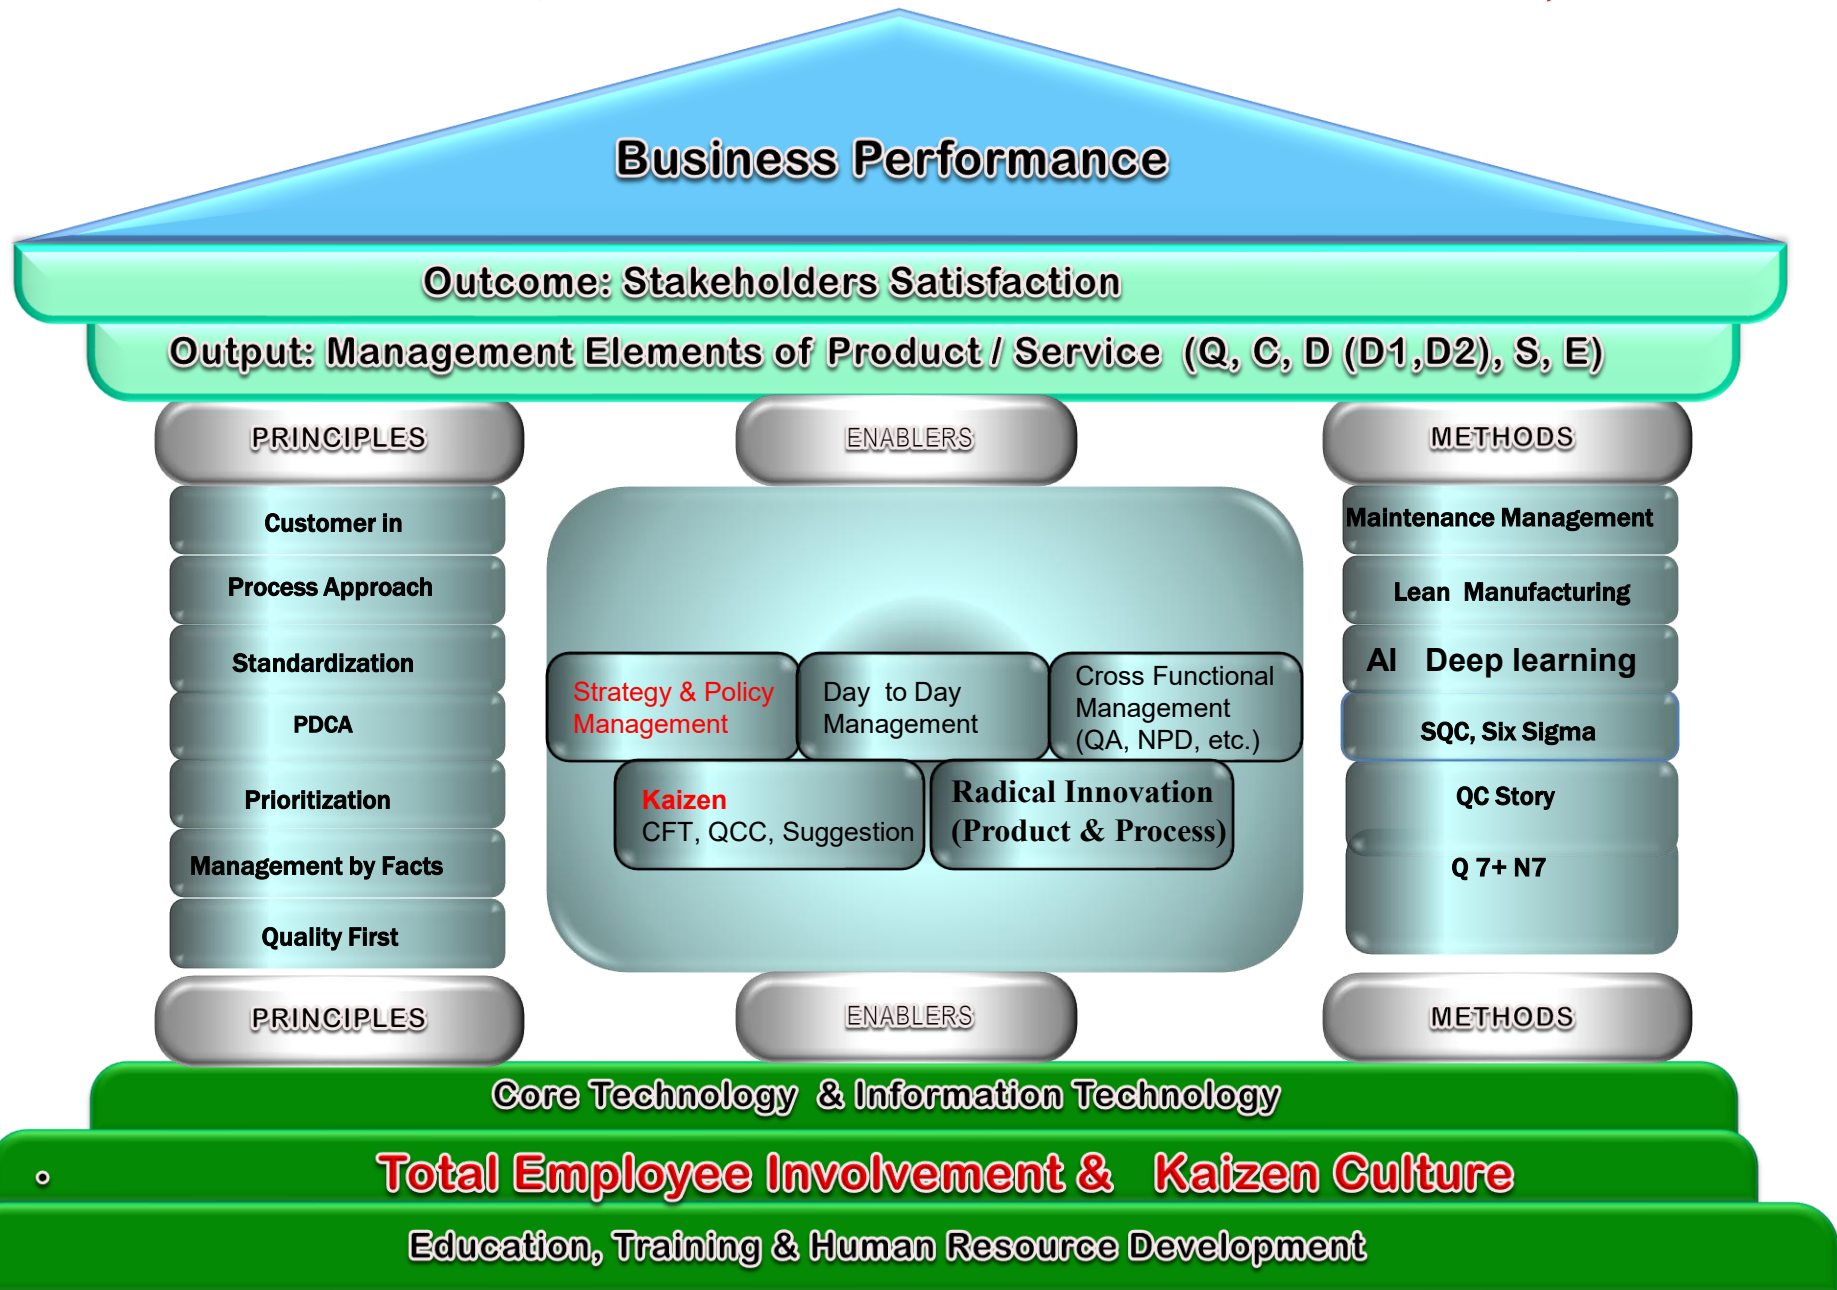 Business Performance
Outcome: Stakeholders Satisfaction
Output: Management Elements of Product / Service (Q, C, D (D1,D2), S, E)
PRINCIPLES
Customer in
Process Approach
Standardization
PDCA
Prioritization
Management by Facts
Quality First
PRINCIPLES
ENABLERS
Strategy & Policy
Management
Day to Day
Management
Cross Functional
Management
(QA, NPD, etc.)
Kaizen
CFT, QCC, Suggestion
Radical Innovation
(Product & Process)
ENABLERS
METHODS
Maintenance Management
Lean Manufacturing
AI Deep learning
SQC, Six Sigma
QC Story
Q 7+ N7
METHODS
Core Technology & Information Technology
• Total Employee Involvement & Kaizen Culture
Education, Training & Human Resource Development